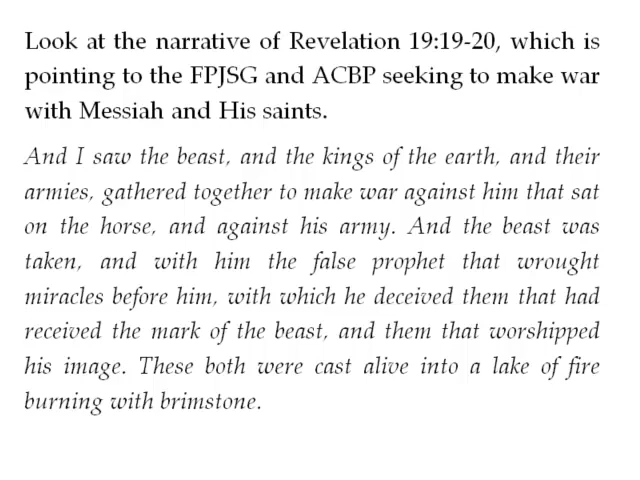 Look at the narrative of Revelation 19:19-20, which is
pointing to the FPJSG and ACBP seeking to make war
with Messiah and His saints.
And I saw the beast, and the kings of the earth, and their
armies, gathered together to make war against him that sat
on the horse, and against his army. And the beast was
taken, and with him the false prophet that wrought
miracles before him, with which he deceived them that had
received the mark of the beast, and them that worshipped
his image. These both were cast alive into a lake of fire
burning with brimstone.